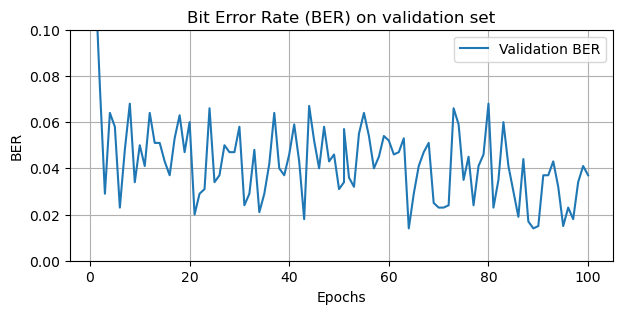 Bit Error Rate (BER) on validation set
Validation BER
BER
0.10
0.08
0.06
0.04
0.02
0.00
0 20 40 60 80 100
Epochs